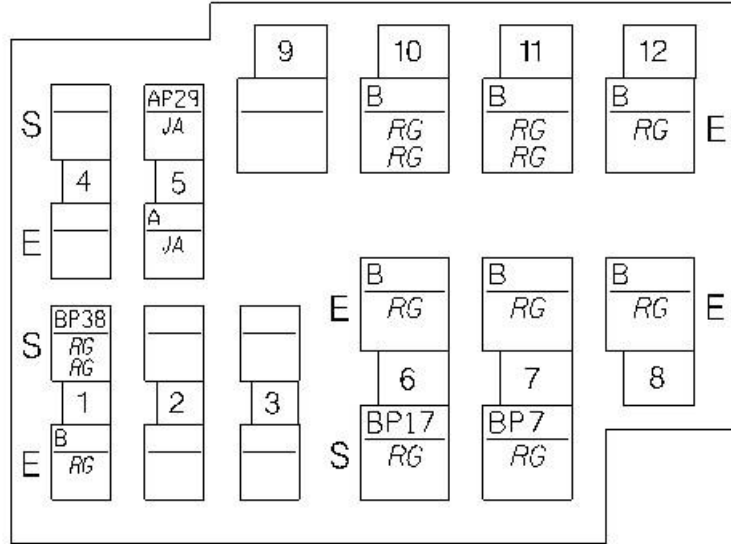 9 10 11 12
AP29 B B B
S JA RG RG RG E
RG RG
4 5
A
E JA
B B B
E RG RG RG E
BP38
S RG
RG
6 7 8
1 2 3
BP17 BP7
B
E RG S RG RG